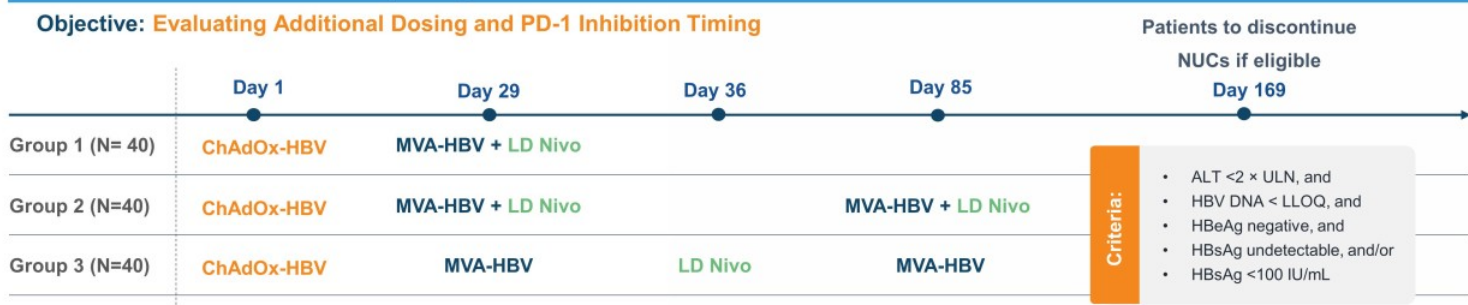 Objective: Evaluating Additional Dosing and PD-1 Inhibition Timing
Patients to discontinue
NUCs if eligible
Day 1
Day 29
Day 36
Day 85
Day 169
Group 1 (N= 40)
ChAdOx-HBV
MVA-HBV + LD Nivo
Group 2 (N=40)
ChAdOx-HBV
MVA-HBV + LD Nivo
MVA-HBV + LD Nivo
Group 3 (N=40)
ChAdOx-HBV
MVA-HBV
LD Nivo
MVA-HBV
Criteria:
• ALT <2 × ULN, and
• HBV DNA < LLOQ, and
• HBeAg negative, and
• HBsAg undetectable, and/or
• HBsAg <100 IU/mL